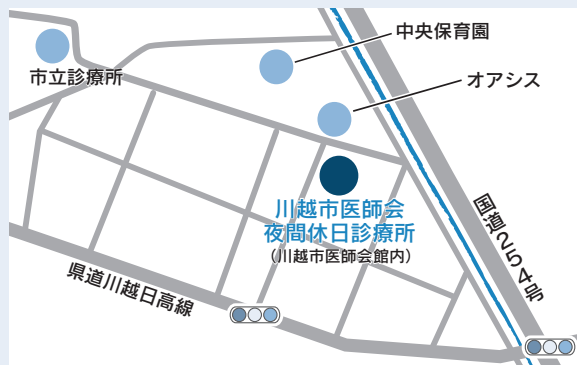 中央保育園
市立診療所
オアシス
川越市医師会
夜間休日診療所
（川越市医師会館内）
国道254号
県道川越日高線